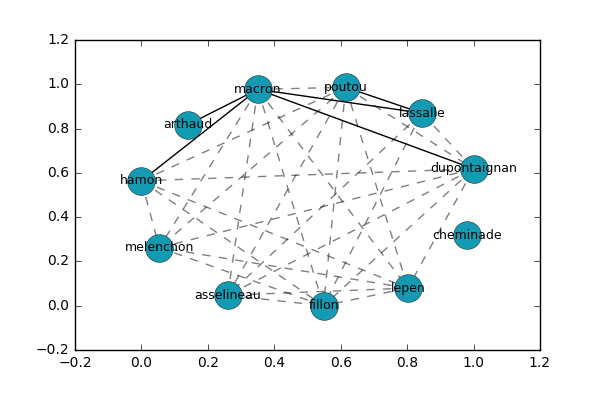 1.2
1.0
0.8
0.6
0.4
0.2
0.0
−0.2
macron
poutou
lassalle
arthaud
dupontaignan
hamon
cheminade
melenchon
lepen
asselineau
fillon
−0.2 0.0 0.2 0.4 0.6 0.8 1.0 1.2